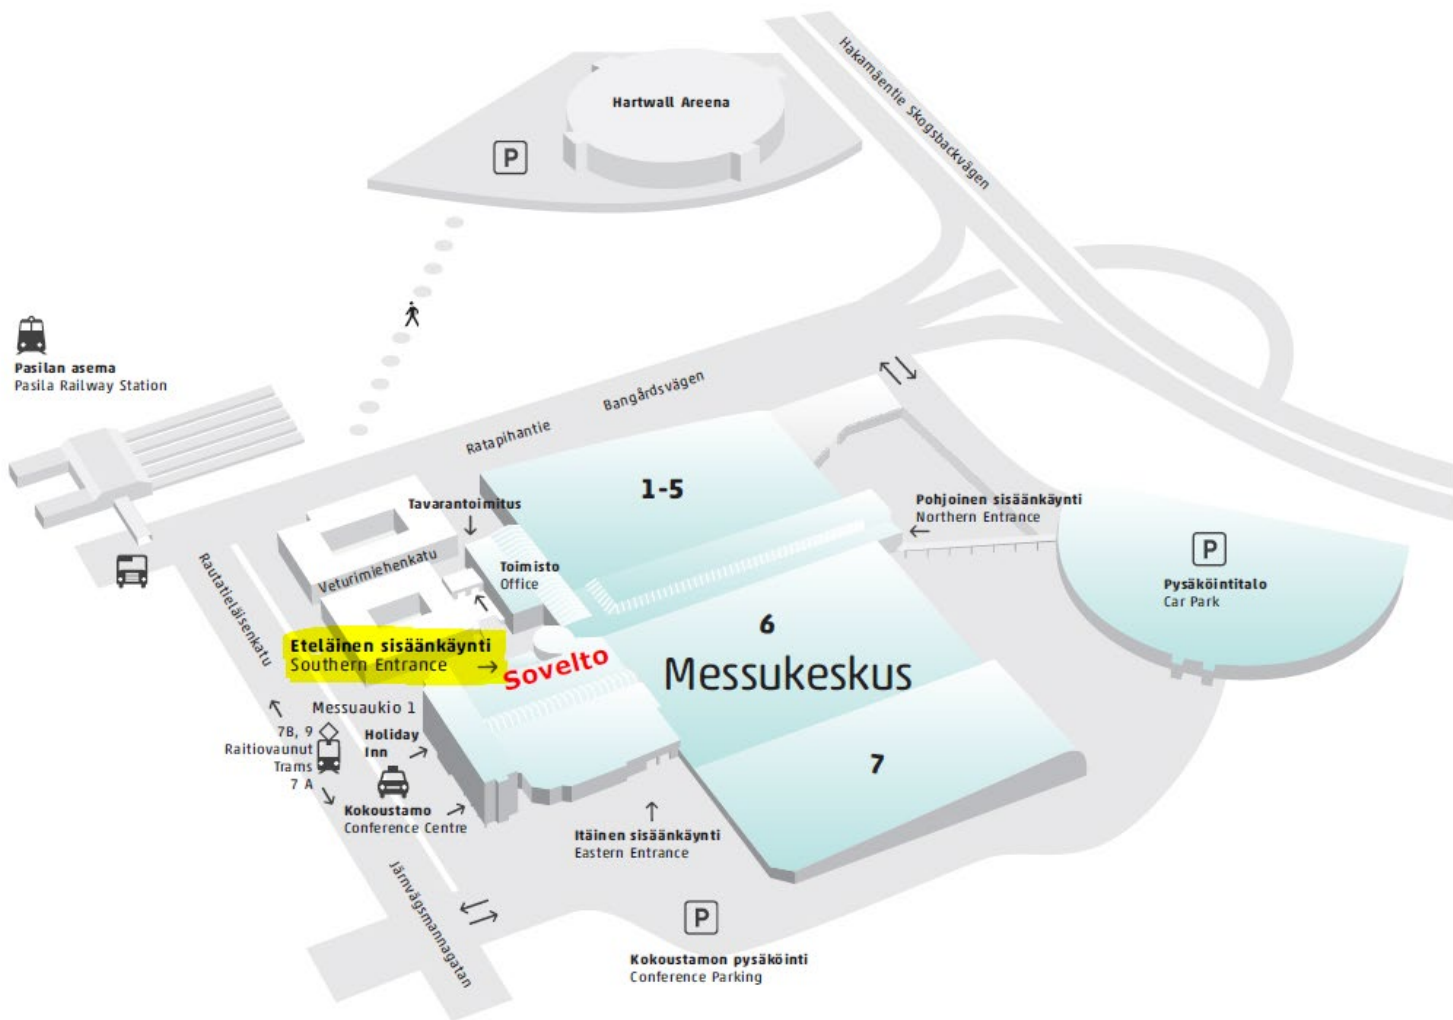 Hartwall Areena
P
Hakamäentie Skogsbackvägen
Pasilan asema
Pasila Railway Station
Ratapihantie
Bangårdsvägen
1-5
Tavarantoimitus
Pohjoinen sisäänkäynti
Northern Entrance
P
Pysäköintitalo
Car Park
Veturimiehenkatu
Toimisto
Office
Rautatieläisenkatu
6
Messukeskus
Eteläinen sisäänkäynti
Southern Entrance
Sovelto
Messuaukio 1
7B, 9
Raitiovaunut
Trams
7 A
Holiday
Inn
7
Kokoustamo
Conference Centre
Itäinen sisäänkäynti
Eastern Entrance
Järnvägsmannagatan
P
Kokoustamon pysäköinti
Conference Parking